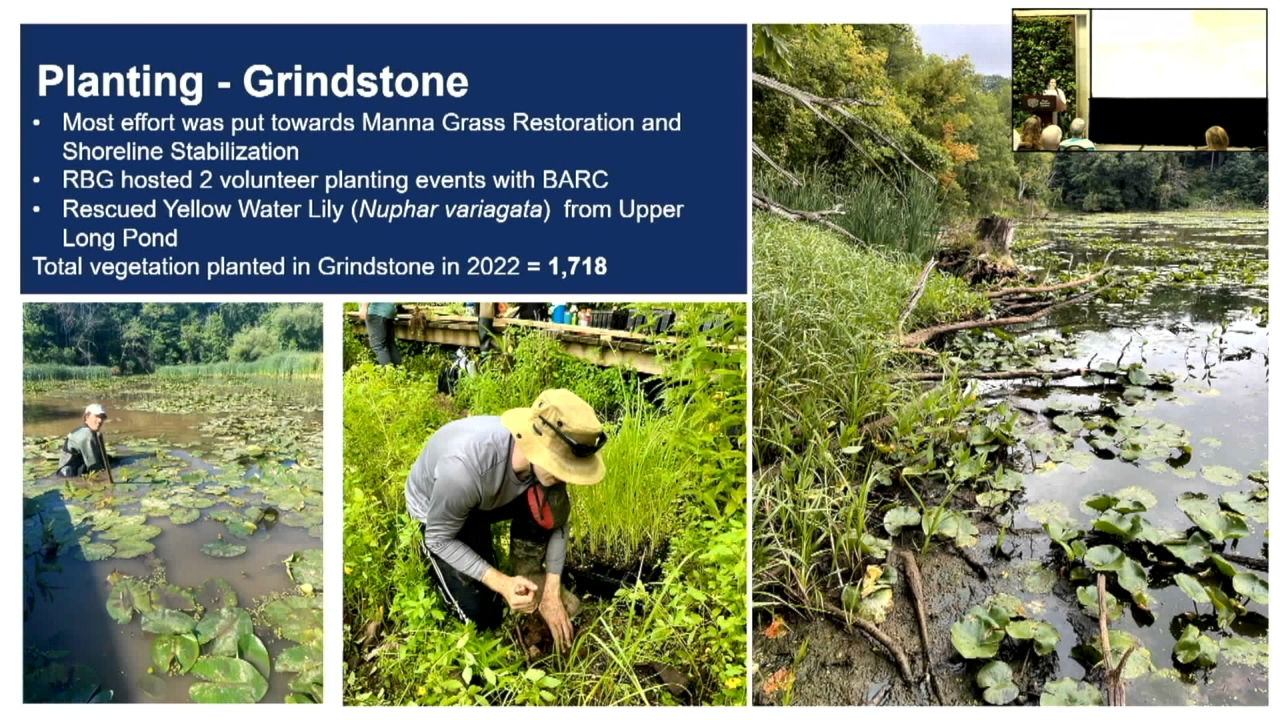 Planting - Grindstone
• Most effort was put towards Manna Grass Restoration and
Shoreline Stabilization
• RBG hosted 2 volunteer planting events with BARC
• Rescued Yellow Water Lily (Nuphar variagata) from Upper
Long Pond
Total vegetation planted in Grindstone in 2022 = 1,718